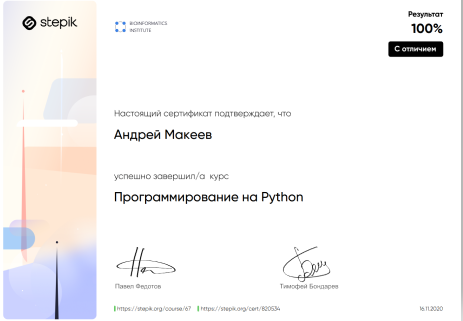 stepik
BIOINFORMATICS
INSTITUTE
Результат
100%
С отличием
Настоящий сертификат подтверждает, что
Андрей Макеев
успешно завершил/а курс
Программирование на Python
Павел Федотов
Тимофей Бондарев
https://stepik.org/course/67
https://stepik.org/cert/820534
16.11.2020